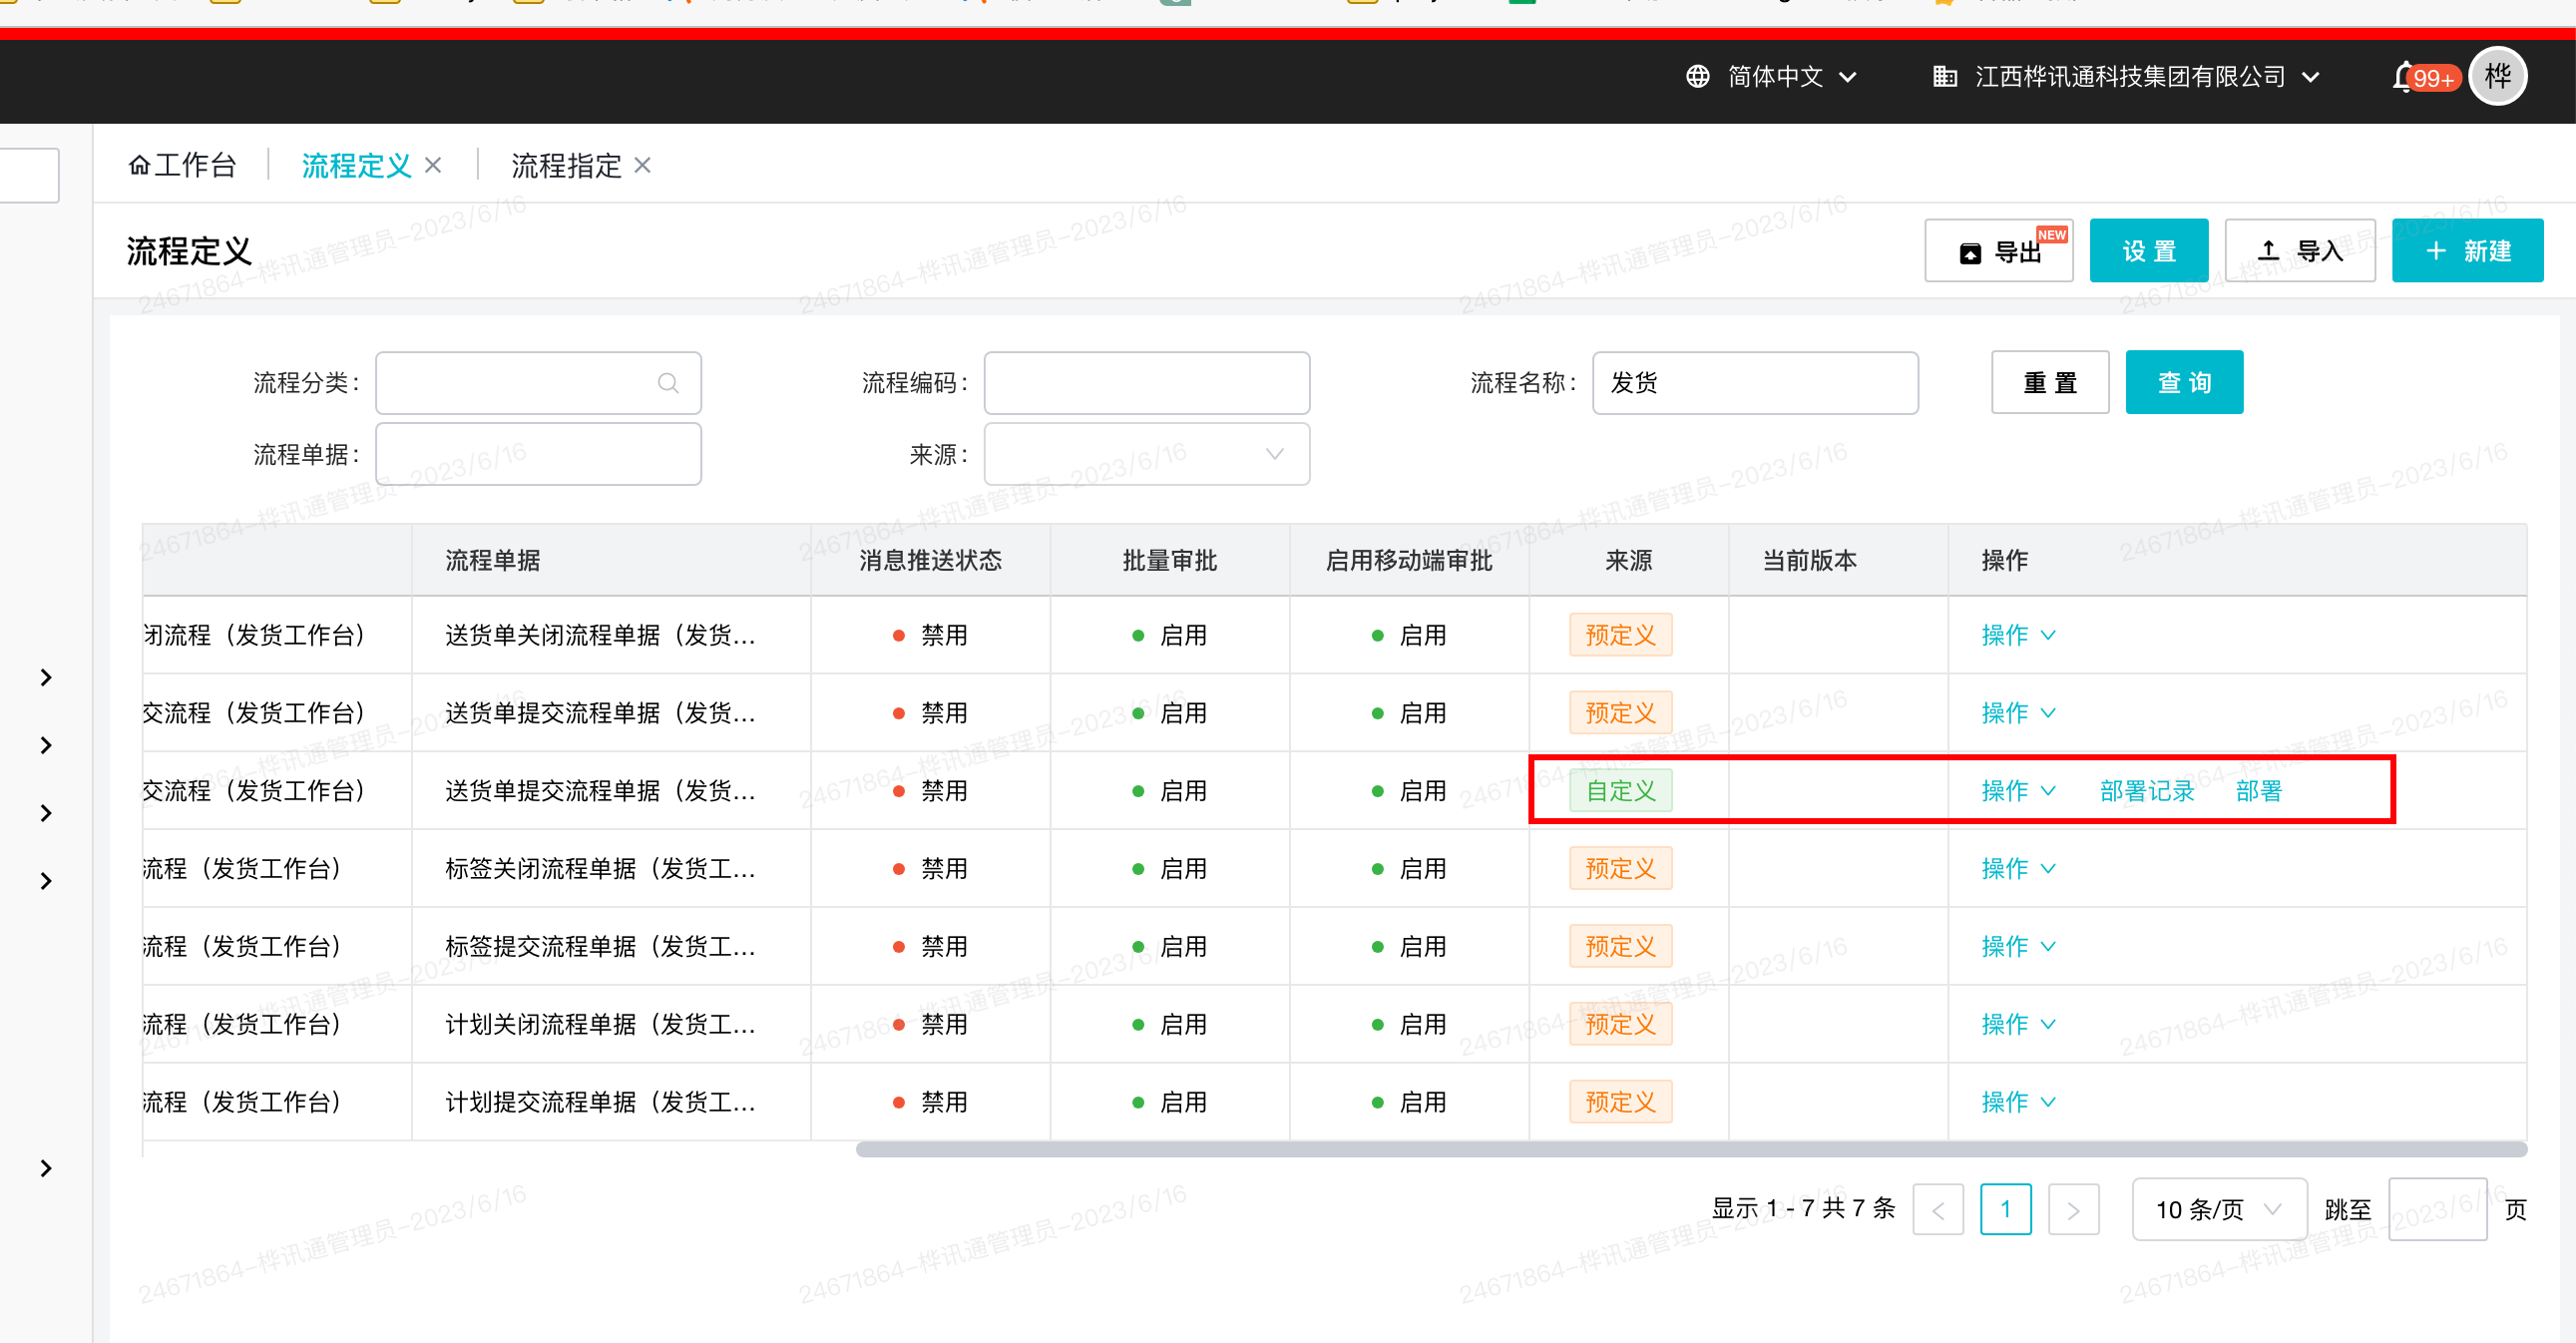 简体中文 江西桦讯通科技集团有限公司 99+ 桦
工作台 流程定义 流程指定
流程定义 导出 NEW 设 置 导入 新建
流程分类: 流程编码: 流程名称: 发货 重 置 查 询
流程单据: 来源:
流程单据 消息推送状态 批量审批 启用移动端审批 来源 当前版本 操作
闭流程（发货工作台） 送货单关闭流程单据（发货... 禁用 启用 启用 预定义 操作
交流程（发货工作台） 送货单提交流程单据（发货... 禁用 启用 启用 预定义 操作
交流程（发货工作台） 送货单提交流程单据（发货... 禁用 启用 启用 自定义 操作 部署记录 部署
流程（发货工作台） 标签关闭流程单据（发货工... 禁用 启用 启用 预定义 操作
流程（发货工作台） 标签提交流程单据（发货工... 禁用 启用 启用 预定义 操作
流程（发货工作台） 计划关闭流程单据（发货工... 禁用 启用 启用 预定义 操作
流程（发货工作台） 计划提交流程单据（发货工... 禁用 启用 启用 预定义 操作
显示 1 - 7 共 7 条 < 1 > 10 条/页 跳至 页
24671864-桦讯通管理员-2023/6/16